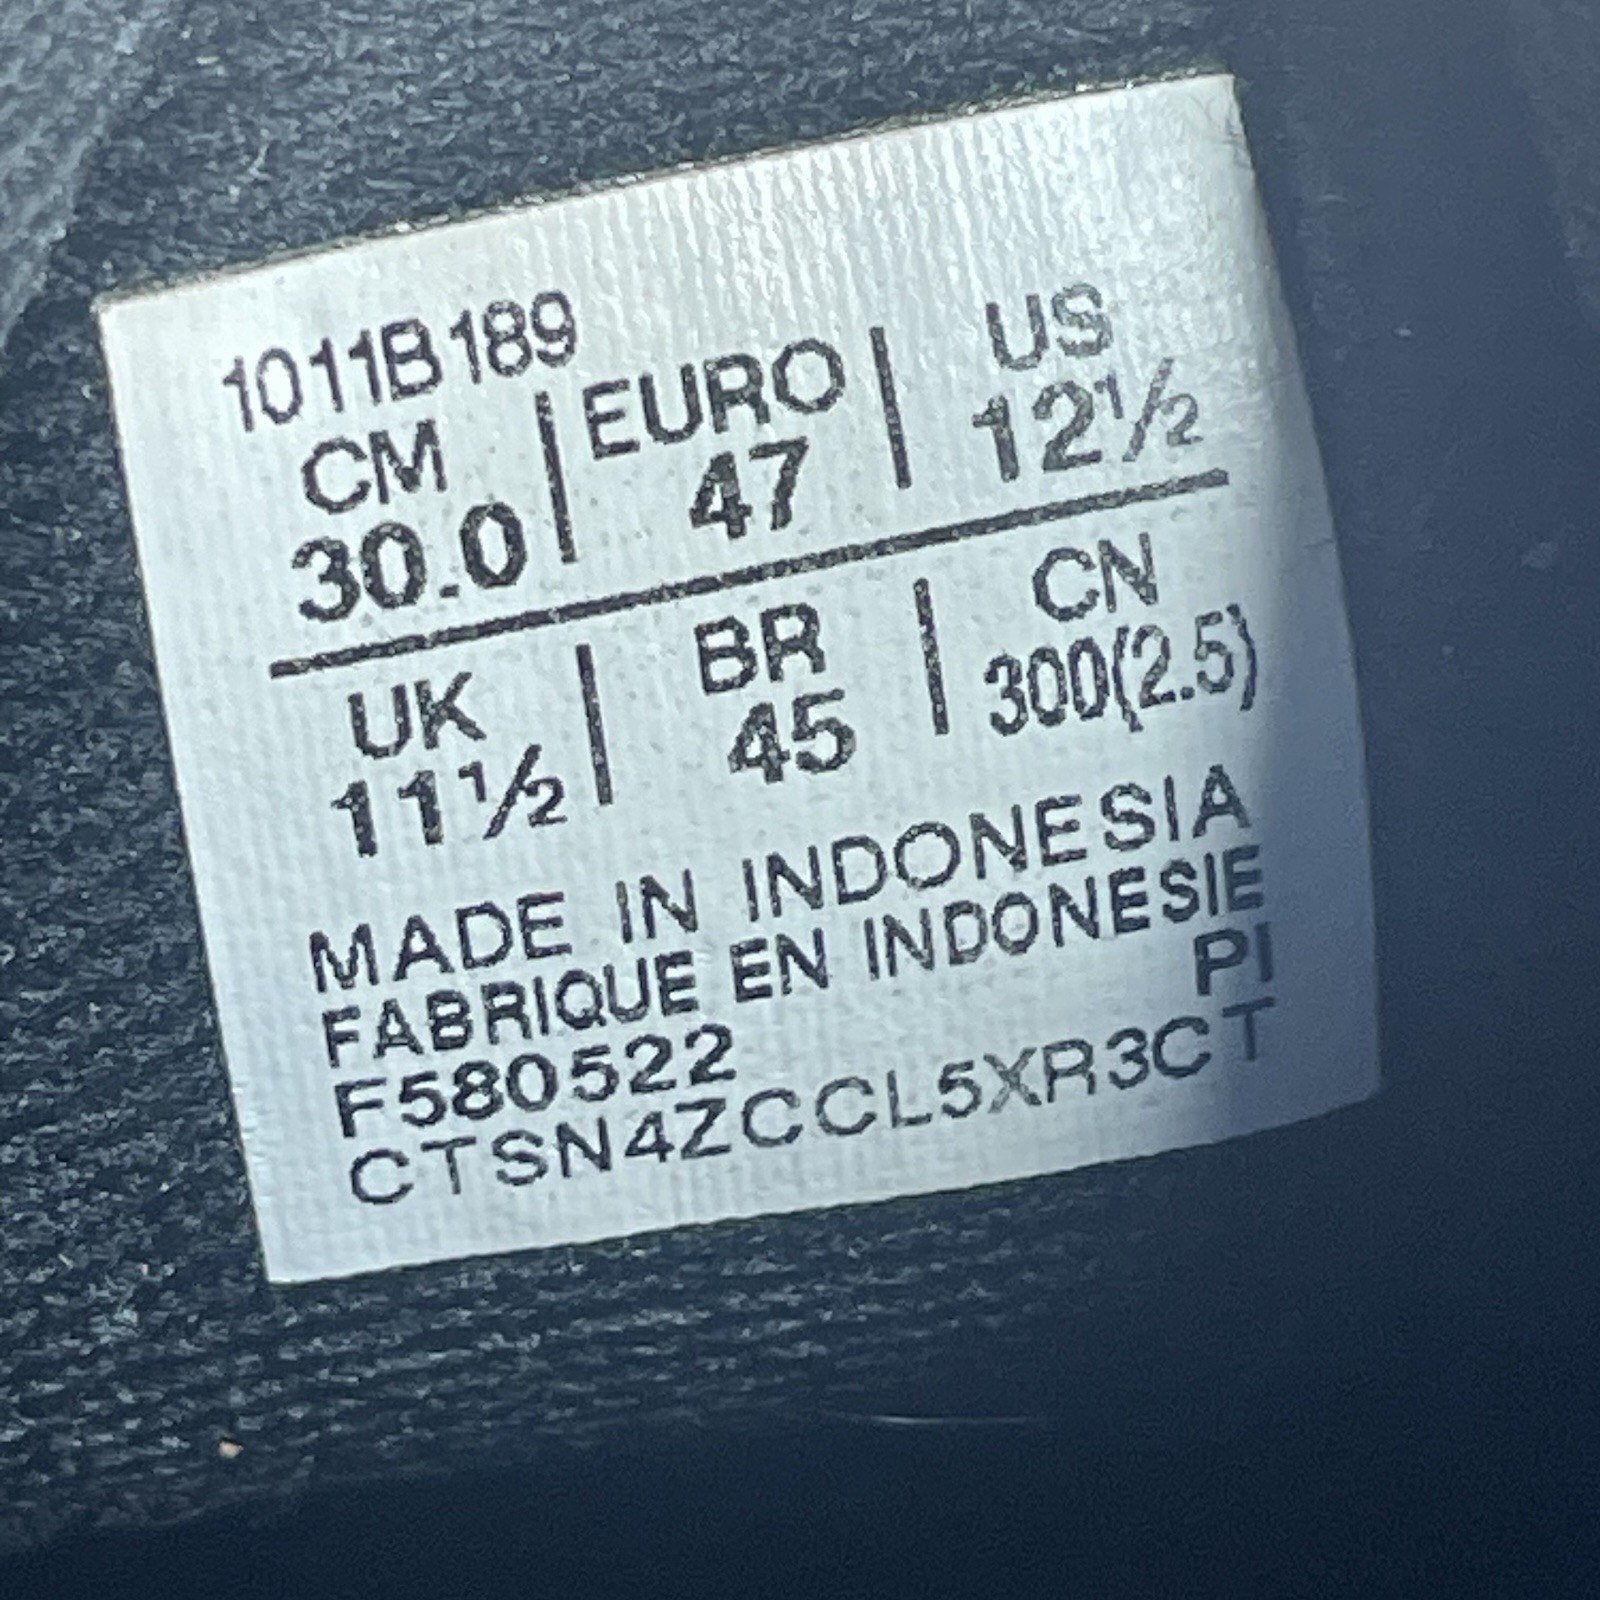 1011B189
CM | EURO | US
30.0 | 47 | 12½
UK | BR | CN
11½ | 45 | 300(2.5)
MADE IN INDONESIA
FABRIQUE EN INDONESIE
PI
F580522
CTSN4ZCCL5XR3CT